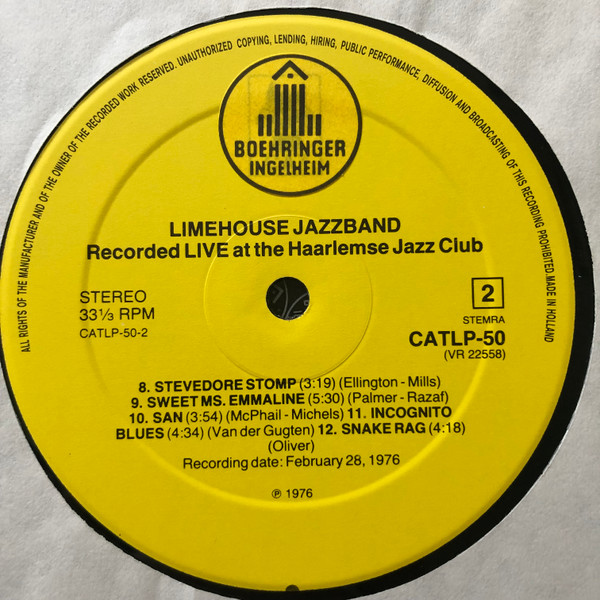 ALL RIGHTS OF THE MANUFACTURER AND OF THE OWNER OF THE RECORDED WORK RESERVED. UNAUTHORIZED COPYING, LENDING, HIRING, PUBLIC PERFORMANCE, DIFFUSION AND BROADCASTING OF THIS RECORDING PROHIBITED. MADE IN HOLLAND
BOEHRINGER
INGELHEIM
LIMEHOUSE JAZZBAND
Recorded LIVE at the Haarlemse Jazz Club
STEREO
33⅓ RPM
CATLP-50-2
2
STEMRA
CATLP-50
(VR 22558)
8. STEVEDORE STOMP (3:19) (Ellington - Mills)
9. SWEET MS. EMMALINE (5:30) (Palmer - Razaf)
10. SAN (3:54) (McPhail - Michels) 11. INCOGNITO
BLUES (4:34) (Van der Gugten) 12. SNAKE RAG (4:18)
(Oliver)
Recording date: February 28, 1976
℗ 1976